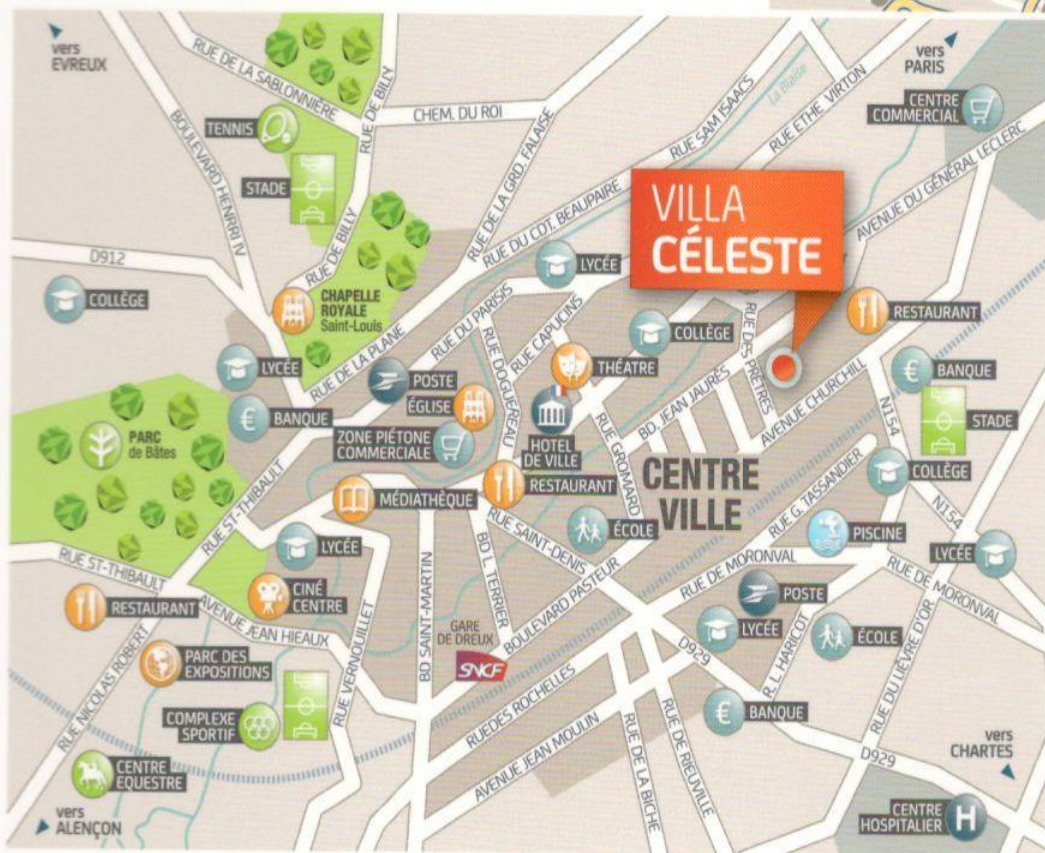 vers
EVREUX
RUE DE LA SABLONNIÈRE
RUE DE BILLY
CHEM. DU ROI
TENNIS
STADE
BOULEVARD HENRI IV
RUE DE BILLY
RUE DE LA GRD. FALAISE
RUE SAM ISAACS
La Blaise
RUE ETHE VIRTON
vers
PARIS
CENTRE
COMMERCIAL
AVENUE DU GÉNÉRAL LECLERC
VILLA
CÉLESTE
RUE DU CDT. BEAUPAIRE
D912
COLLÈGE
CHAPELLE
ROYALE
Saint-Louis
LYCÉE
RUE DU PARISIS
RUE DE LA PLANE
RUE DOGUEREAU
RUE CAPUCINS
COLLÈGE
RUE DES PRÊTRES
RESTAURANT
LYCÉE
POSTE
ÉGLISE
THÉATRE
BANQUE
BANQUE
ZONE PIÉTONE
COMMERCIALE
HOTEL
DE VILLE
BD. JEAN JAURÈS
AVENUE CHURCHILL
N154
STADE
PARC
de Bâtes
RUE GROMARD
CENTRE
VILLE
COLLÈGE
RUE ST-THIBAULT
MÉDIATHÈQUE
RESTAURANT
RUE SAINT-DENIS
ÉCOLE
RUE G. TASSANDIER
PISCINE
N154
LYCÉE
LYCÉE
BD SAINT-MARTIN
BD L. TERRIER
BOULEVARD PASTEUR
RUE DE MORONVAL
RUE DE MORONVAL
RUE ST-THIBAULT
RESTAURANT
CINÉ
CENTRE
AVENUE JEAN HIEAUX
POSTE
LYCÉE
ÉCOLE
GARE
DE DREUX
SNCF
D929
R. L HARICOT
RUE DU LIEVRE D'OR
PARC DES
EXPOSITIONS
RUE NICOLAS ROBERT
RUE VERNOUILLET
COMPLEXE
SPORTIF
RUEDES ROCHELLES
AVENUE JEAN MOULIN
RUE DE LA BICHE
RUE DE RIEUVILLE
BANQUE
D929
vers
CHARTES
CENTRE
EQUESTRE
vers
ALENÇON
CENTRE
HOSPITALIER
H